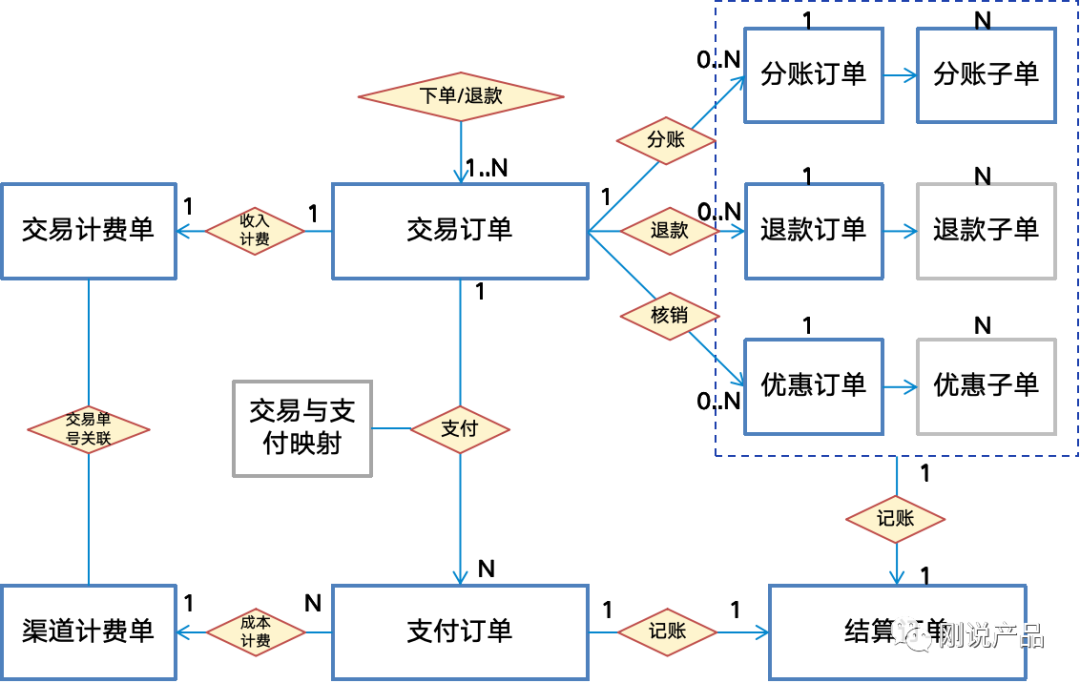 1
N
0..N
分账订单
分账子单
下单/退款
分账
1..N
1
N
1
1
1
0..N
交易计费单
收入
计费
交易订单
退款
退款订单
退款子单
1
核销
1
N
优惠订单
优惠子单
0..N
交易与支
付映射
交易单
号关联
支付
1
记账
N
1
1
N
1
1
渠道计费单
成本
计费
支付订单
记账
结算订单
刚说产品